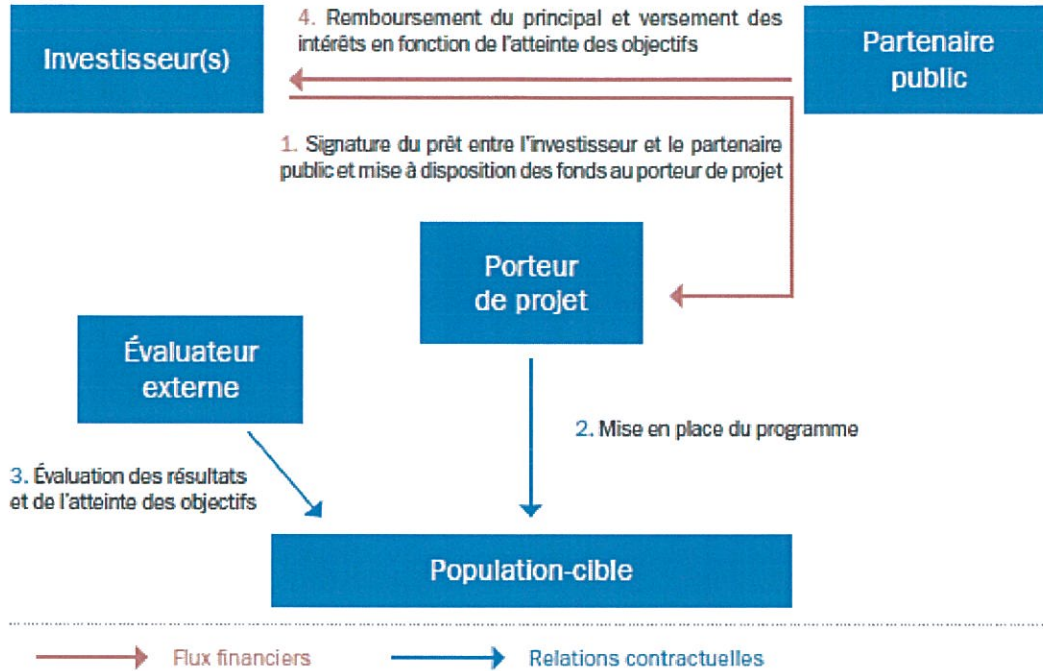 4. Remboursement du principal et versement des
intérêts en fonction de l'atteinte des objectifs
Investisseur(s)
Partenaire
public
1. Signature du prêt entre l'investisseur et le partenaire
public et mise à disposition des fonds au porteur de projet
Porteur
de projet
Évaluateur
externe
2. Mise en place du programme
3. Évaluation des résultats
et de l'atteinte des objectifs
Population-cible
Flux financiers
Relations contractuelles